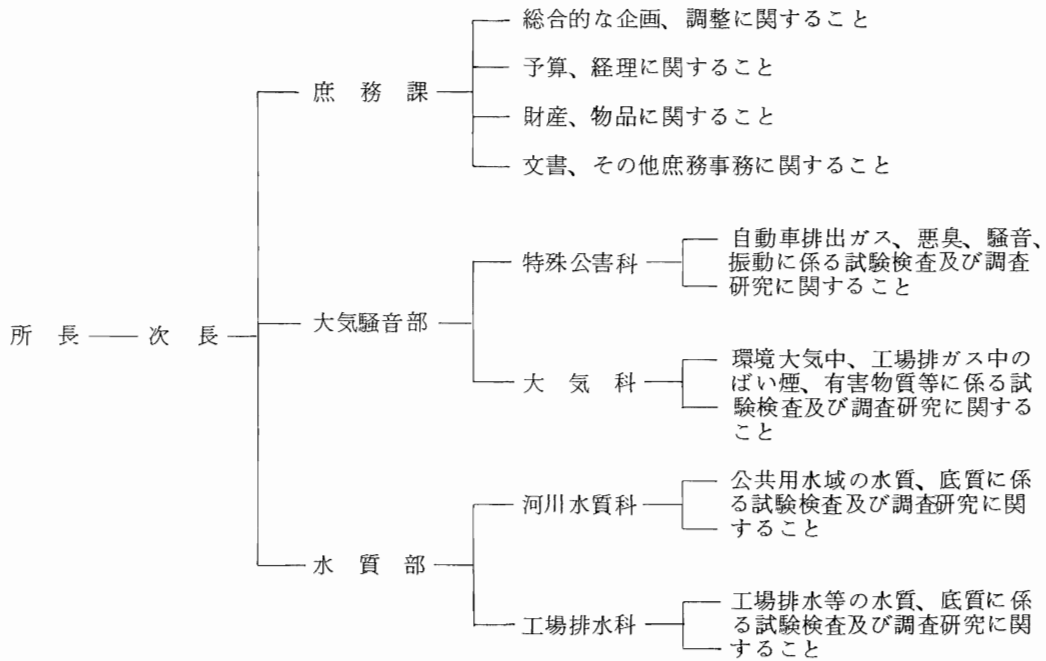 所長
次長
庶務課
総合的な企画、調整に関すること
予算、経理に関すること
財産、物品に関すること
文書、その他庶務事務に関すること
大気騒音部
特殊公害科
自動車排出ガス、悪臭、騒音、
振動に係る試験検査及び調査
研究に関すること
大気科
環境大気中、工場排ガス中の
ばい煙、有害物質等に係る試
験検査及び調査研究に関する
こと
水質部
河川水質科
公共用水域の水質、底質に係
る試験検査及び調査研究に関
すること
工場排水科
工場排水等の水質、底質に係
る試験検査及び調査研究に関
すること